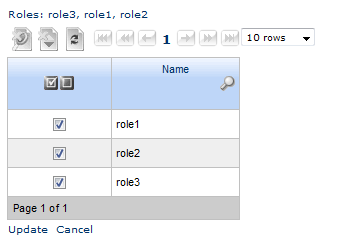 Roles: role3, role1, role2
1 10 rows
Name
role1
role2
role3
Page 1 of 1
Update Cancel